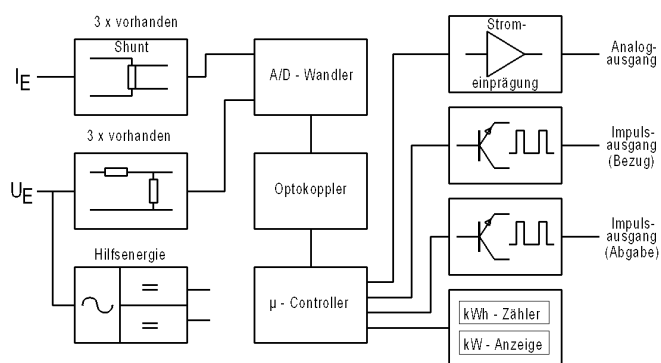 3 x vorhanden
Shunt
I_E
A/D - Wandler
3 x vorhanden
U_E
Optokoppler
Hilfsenergie
µ - Controller
Strom-
einprägung
Analog-
ausgang
Impuls-
ausgang
(Bezug)
Impuls-
ausgang
(Abgabe)
kWh - Zähler
kW - Anzeige